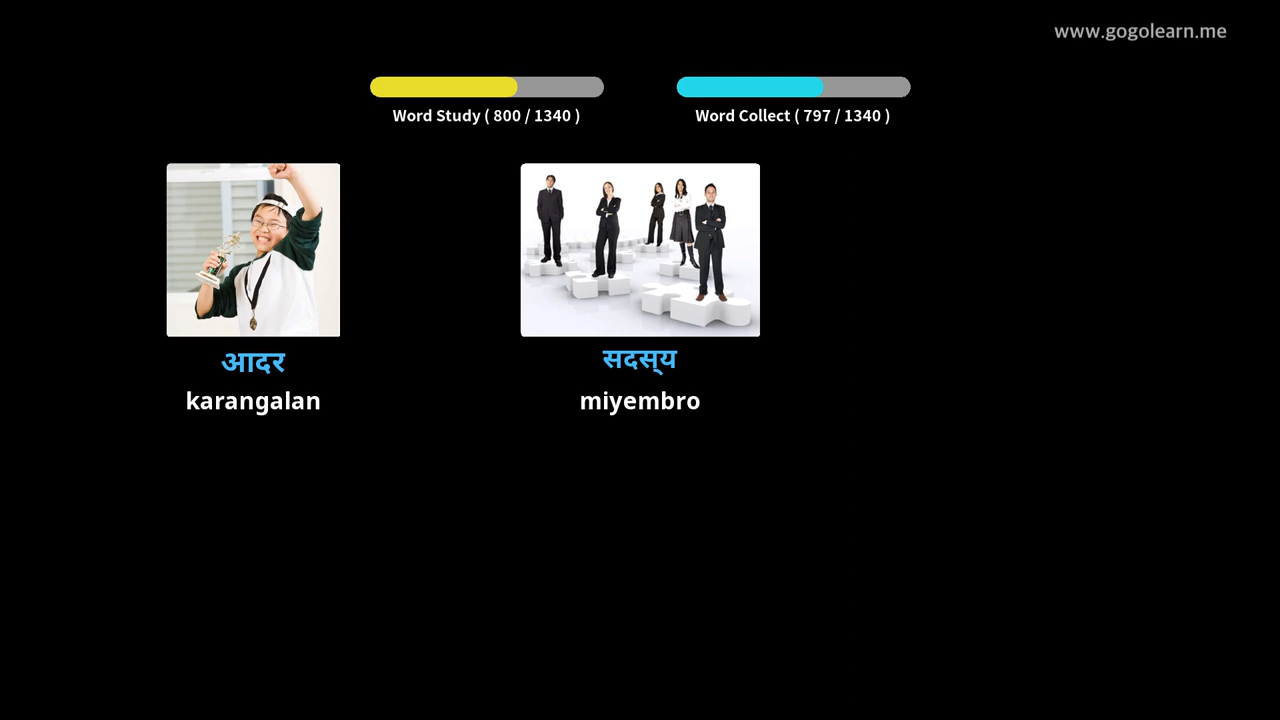 www.gogolearn.me
Word Study ( 800 / 1340 )
Word Collect ( 797 / 1340 )
आदर
karangalan
सदस्य
miyembro